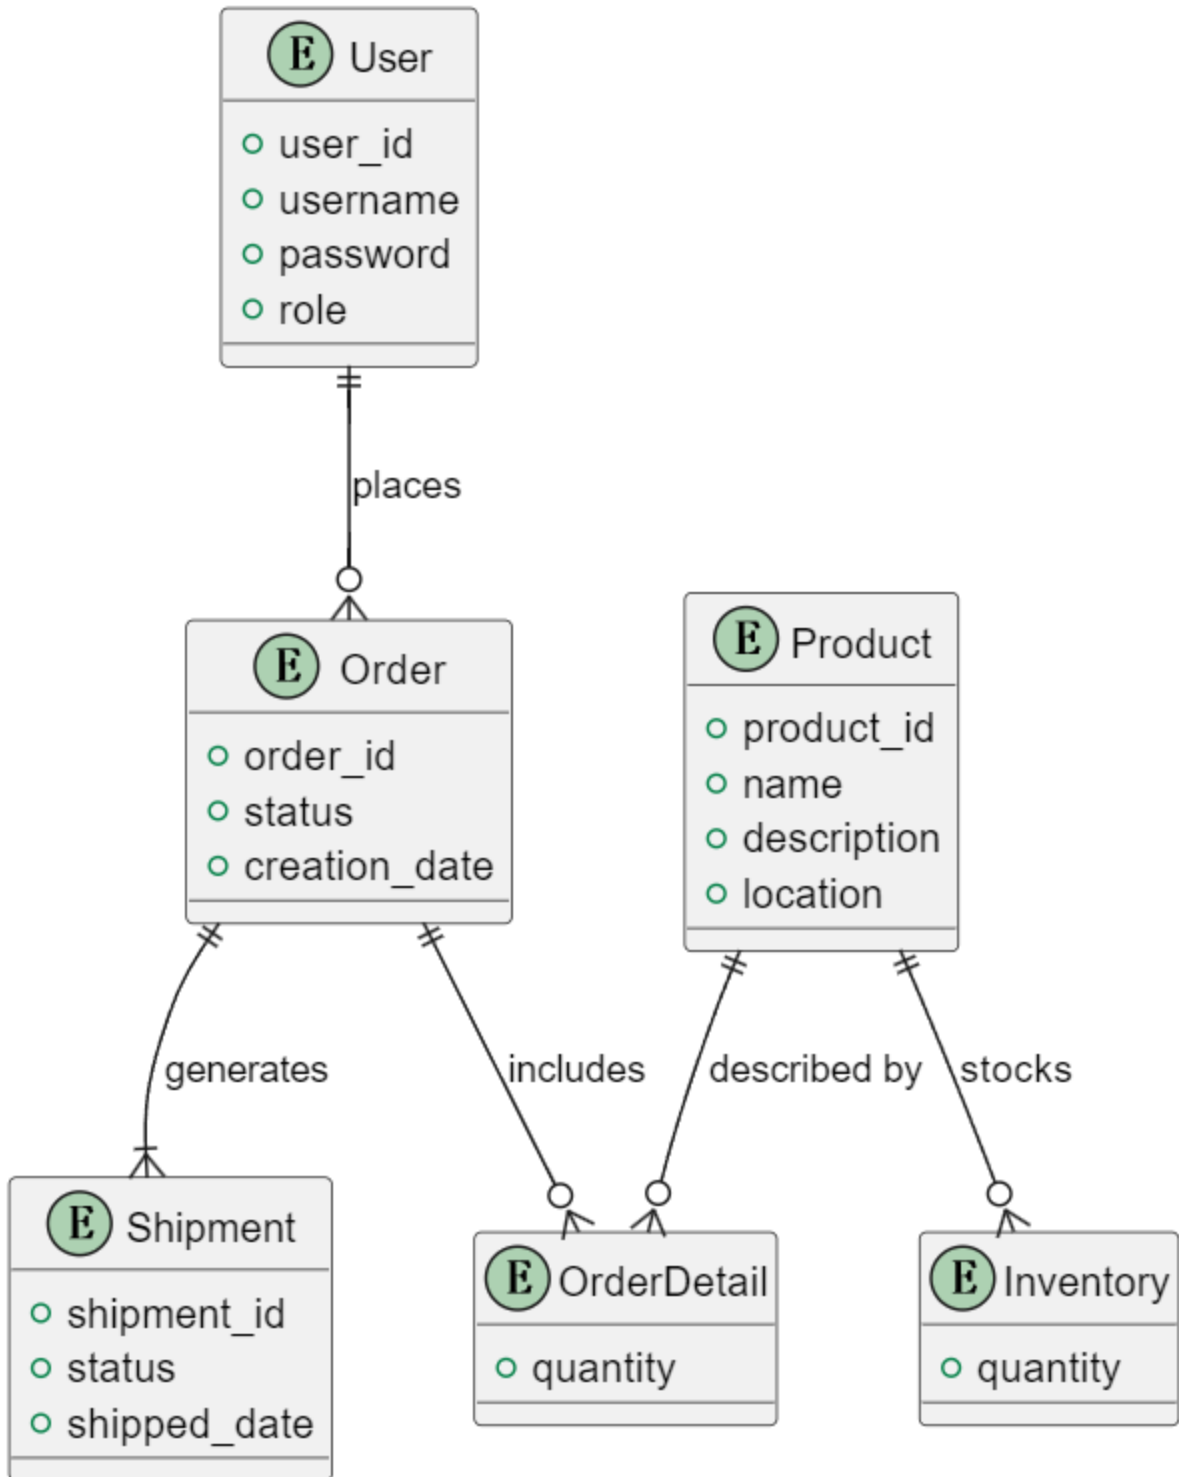 E User
user_id
username
password
role
places
E Order
order_id
status
creation_date
E Product
product_id
name
description
location
generates
includes
described by
stocks
E Shipment
shipment_id
status
shipped_date
E OrderDetail
quantity
E Inventory
quantity